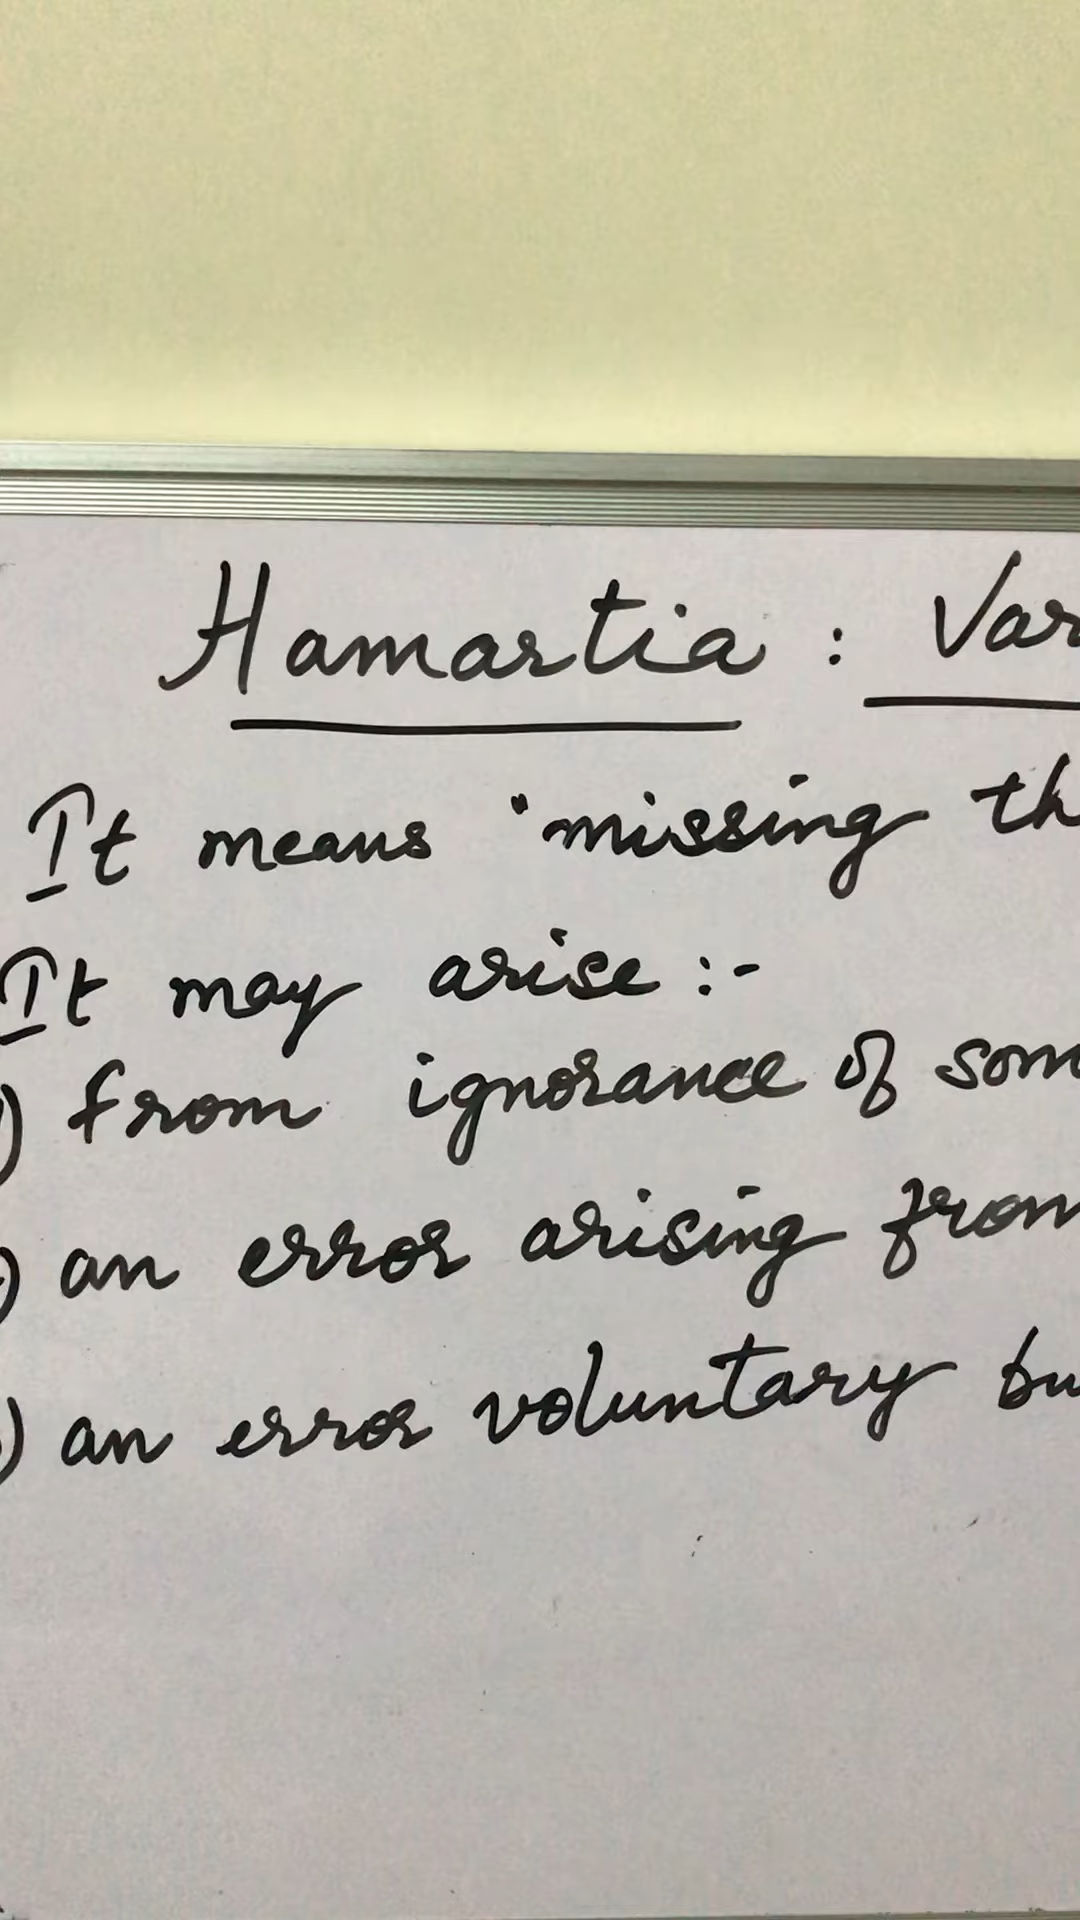 Hamartia : Var
It means "missing th
It may arise :-
) from ignorance of som
) an error arising from
) an error voluntary bu